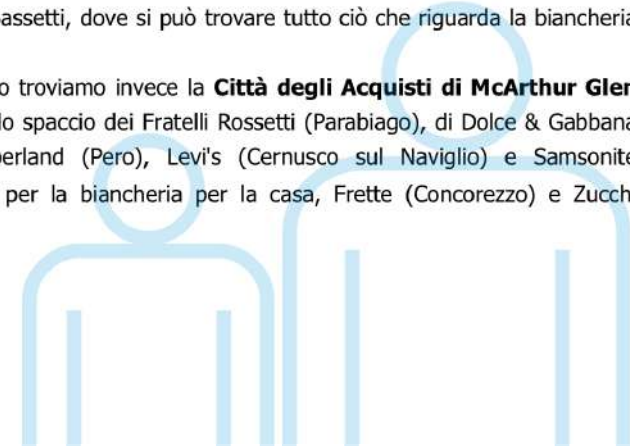 assetti, dove si può trovare tutto ciò che riguarda la biancheria
o troviamo invece la Città degli Acquisti di McArthur Glen
lo spaccio dei Fratelli Rossetti (Parabiago), di Dolce & Gabbana
berland (Pero), Levi's (Cernusco sul Naviglio) e Samsonite
per la biancheria per la casa, Frette (Concorezzo) e Zucch